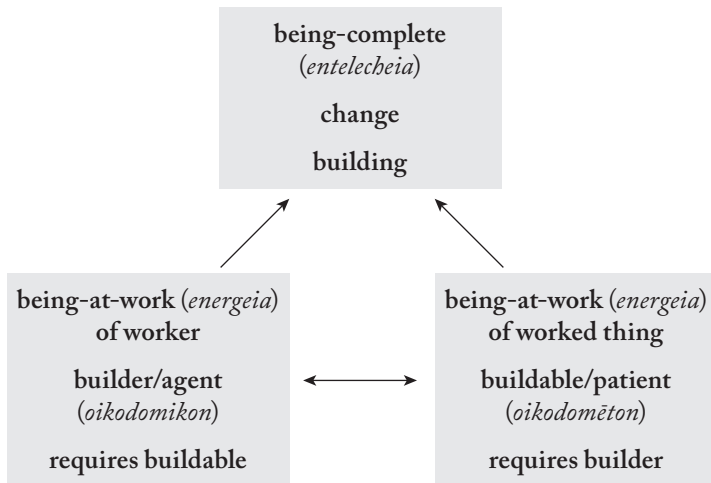 being-complete
(entelecheia)
change
building
being-at-work (energeia)
of worker
builder/agent
(oikodomikon)
requires buildable
being-at-work (energeia)
of worked thing
buildable/patient
(oikodomēton)
requires builder